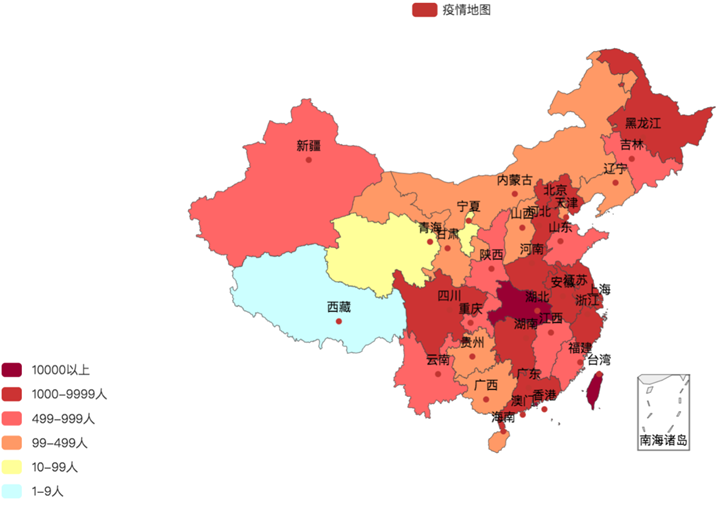 疫情地图
黑龙江
新疆
吉林
辽宁
内蒙古
北京
天津
宁夏
山西
河北
青海
甘肃
山东
陕西
河南
安徽
江苏
上海
四川
湖北
浙江
西藏
重庆
江西
湖南
贵州
福建
云南
台湾
广东
广西
香港
澳门
海南
南海诸岛
10000以上
1000-9999人
499-999人
99-499人
10-99人
1-9人